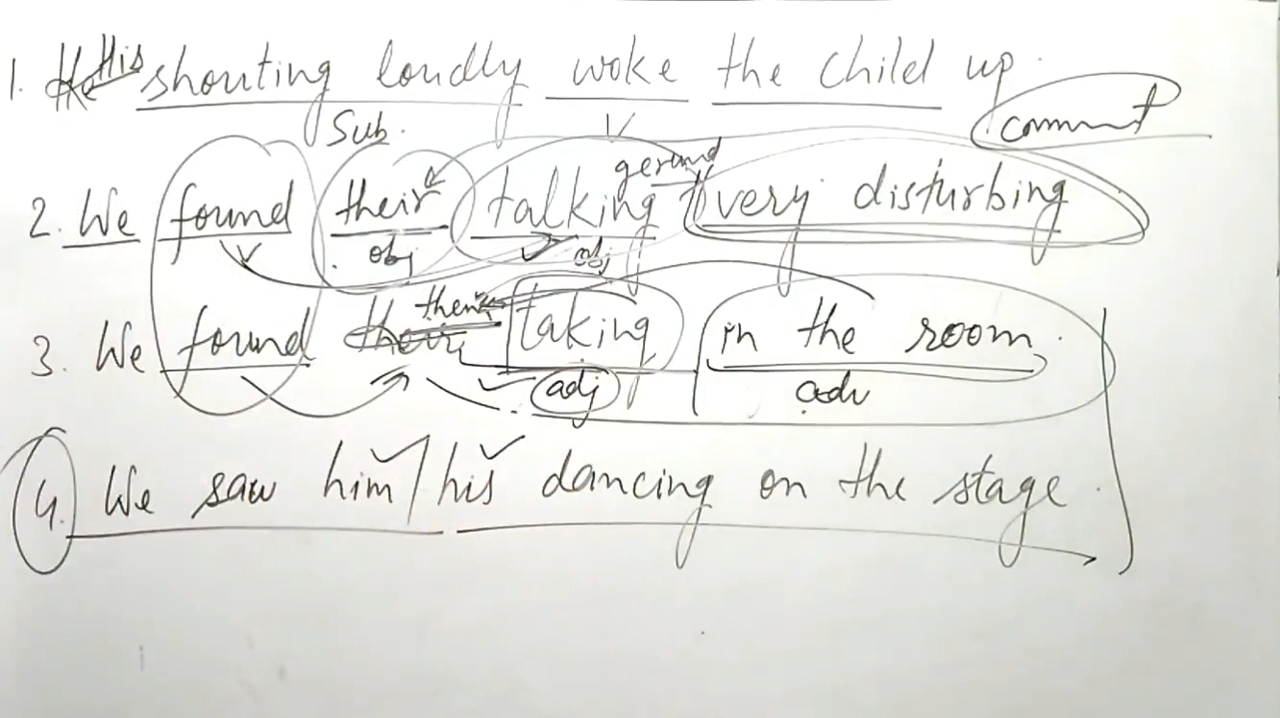 1. He His shouting loudly woke the child up.
Sub. V comment
gerund
2. We found their talking very disturbing
V obj obj
them
3. We found their taking in the room.
adj adv
4. We saw him/his dancing on the stage.